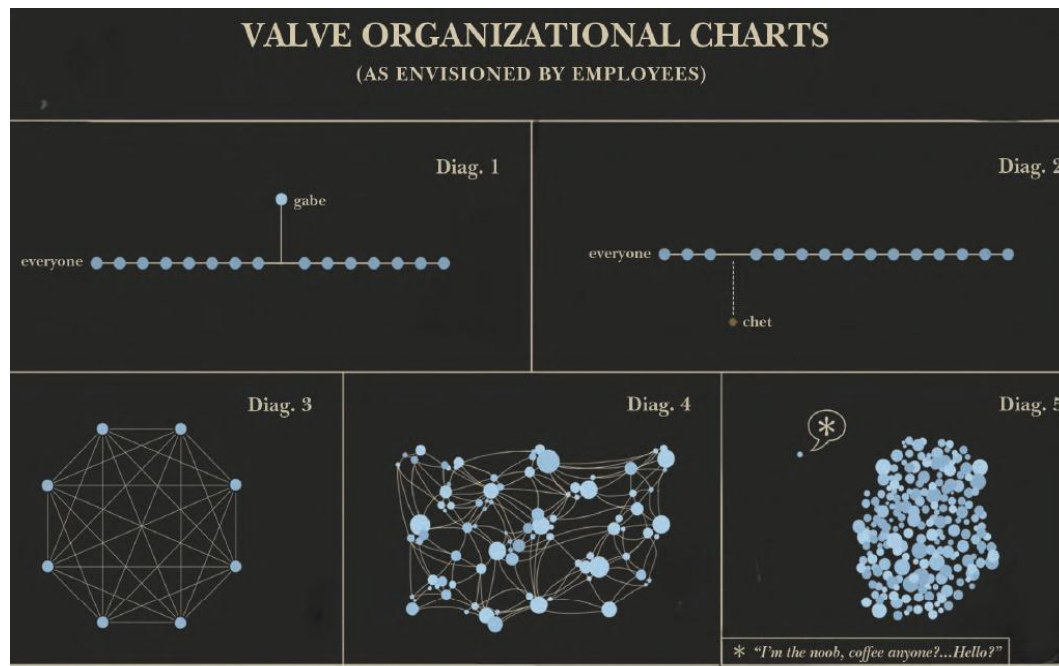 VALVE ORGANIZATIONAL CHARTS
(AS ENVISIONED BY EMPLOYEES)
Diag. 1
gabe
everyone
Diag. 2
everyone
chet
Diag. 3
Diag. 4
Diag. 5
*
* "I'm the noob, coffee anyone?...Hello?"